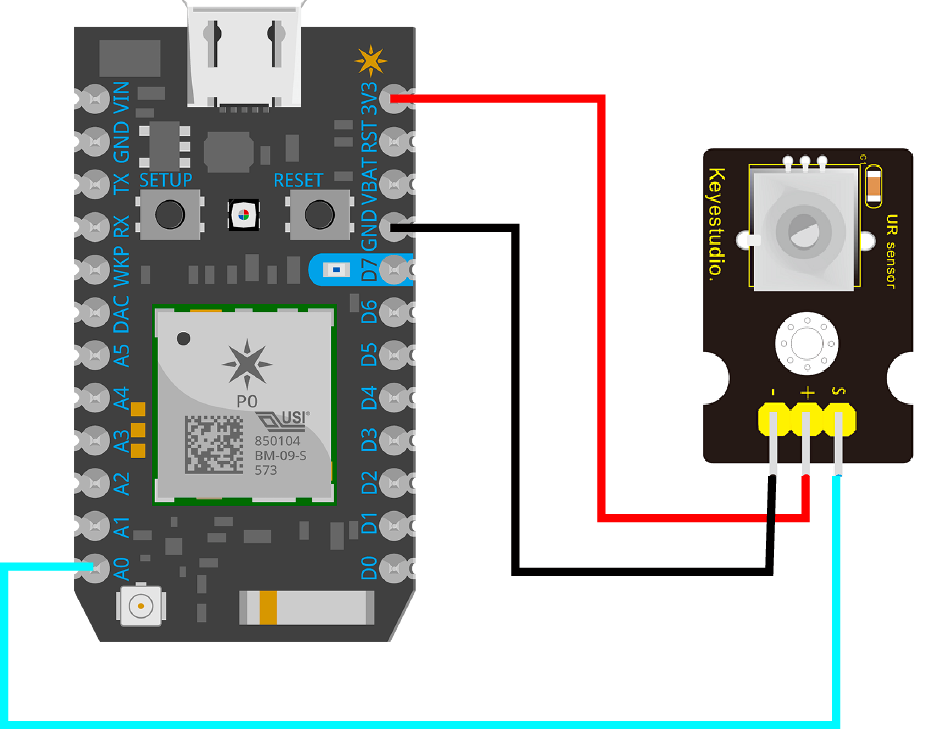 VIN
GND
TX
RX
WKP
DAC
A5
A4
A3
A2
A1
A0
SETUP
RESET
3V3
RST
VBAT
GND
D7
D6
D5
D4
D3
D2
D1
D0
P0
USI®
850104
BM-09-S
573
Keyestudio.
C1
UR sensor
- + S